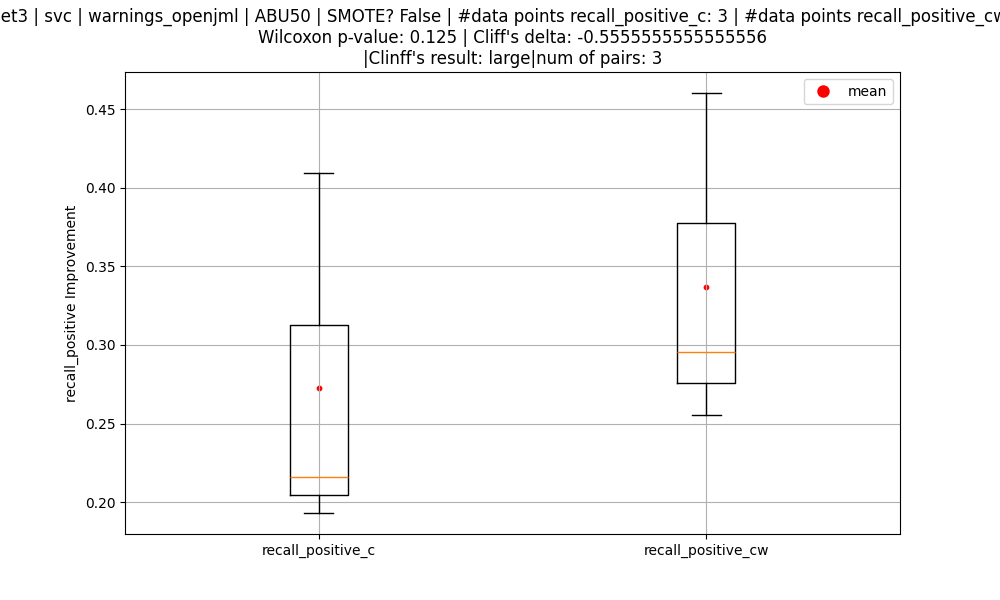 et3 | svc | warnings_openjml | ABU50 | SMOTE? False | #data points recall_positive_c: 3 | #data points recall_positive_cw
Wilcoxon p-value: 0.125 | Cliff's delta: -0.5555555555555556
|Clinff's result: large|num of pairs: 3
mean
0.45
0.40
0.35
0.30
0.25
0.20
recall_positive Improvement
recall_positive_c
recall_positive_cw